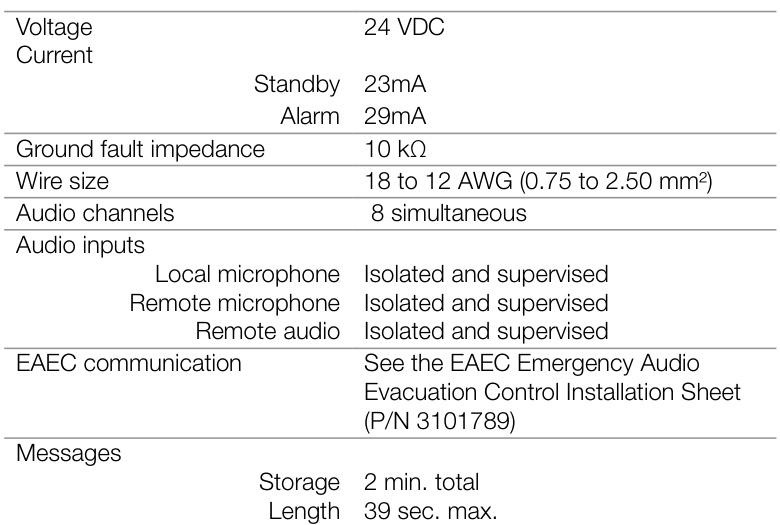 Voltage 24 VDC
Current
Standby 23mA
Alarm 29mA
Ground fault impedance 10 kΩ
Wire size 18 to 12 AWG (0.75 to 2.50 mm²)
Audio channels 8 simultaneous
Audio inputs
Local microphone Isolated and supervised
Remote microphone Isolated and supervised
Remote audio Isolated and supervised
EAEC communication See the EAEC Emergency Audio
Evacuation Control Installation Sheet
(P/N 3101789)
Messages
Storage 2 min. total
Length 39 sec. max.